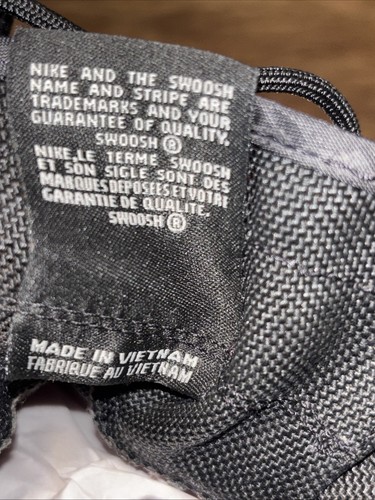 NIKE AND THE SWOOSH
NAME AND STRIPE ARE
TRADEMARKS AND YOUR
GUARANTEE OF QUALITY.
SWOOSH ®
NIKE, LE TERME SWOOSH
ET SON SIGLE SONT DES
MARQUES DÉPOSÉES ET VOTRE
GARANTIE DE QUALITE.
SWOOSH ®
MADE IN VIETNAM
FABRIQUE AU VIETNAM